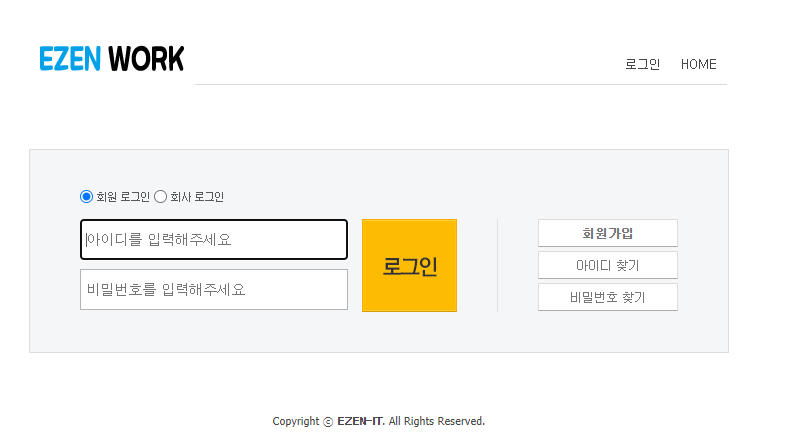 EZEN WORK
로그인 HOME
회원 로그인 회사 로그인
아이디를 입력해주세요
비밀번호를 입력해주세요
로그인
회원가입
아이디 찾기
비밀번호 찾기
Copyright ⓒ EZEN-IT. All Rights Reserved.